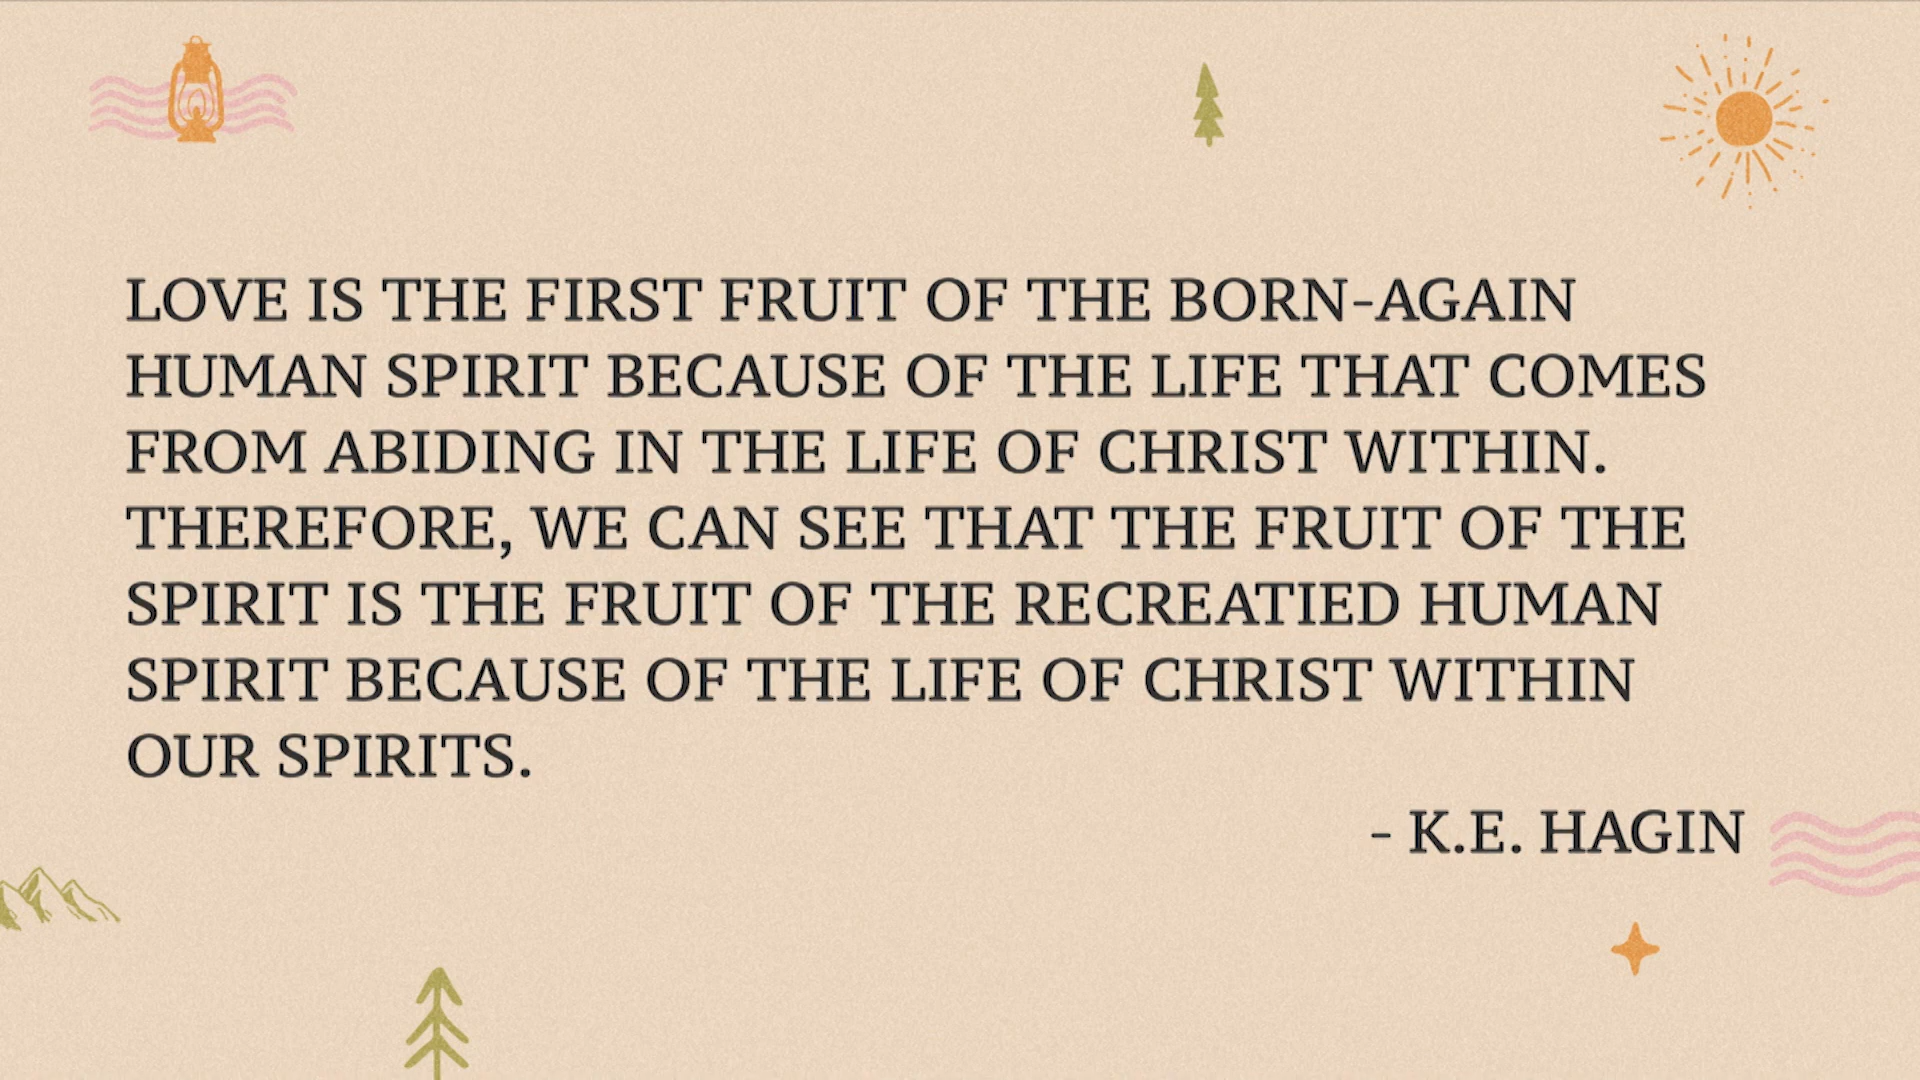 LOVE IS THE FIRST FRUIT OF THE BORN-AGAIN
HUMAN SPIRIT BECAUSE OF THE LIFE THAT COMES
FROM ABIDING IN THE LIFE OF CHRIST WITHIN.
THEREFORE, WE CAN SEE THAT THE FRUIT OF THE
SPIRIT IS THE FRUIT OF THE RECREATIED HUMAN
SPIRIT BECAUSE OF THE LIFE OF CHRIST WITHIN
OUR SPIRITS.
- K.E. HAGIN